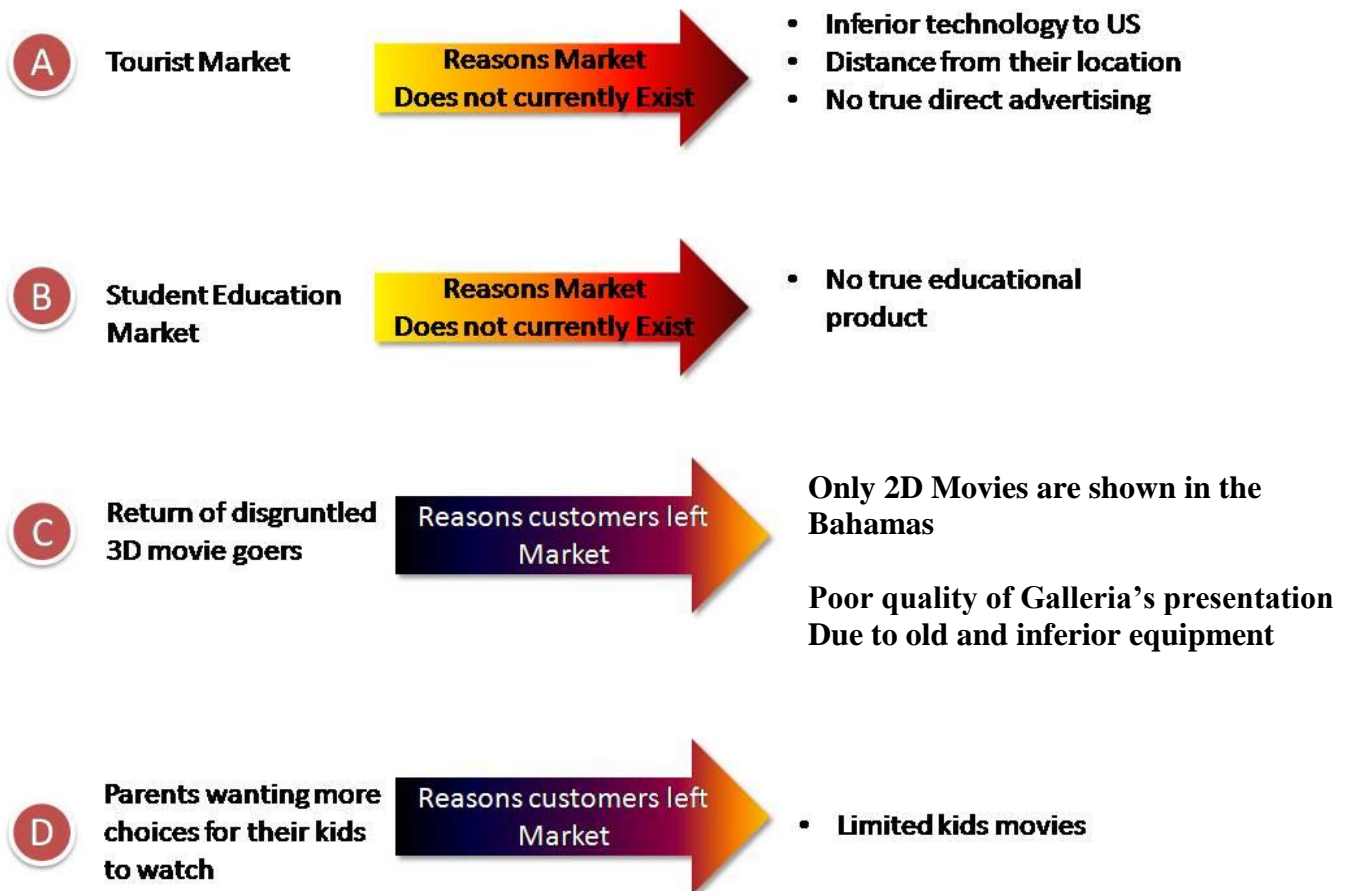 A
Tourist Market
Reasons Market
Does not currently Exist
• Inferior technology to US
• Distance from their location
• No true direct advertising
B
Student Education
Market
Reasons Market
Does not currently Exist
• No true educational
product
C
Return of disgruntled
3D movie goers
Reasons customers left
Market
Only 2D Movies are shown in the
Bahamas
Poor quality of Galleria's presentation
Due to old and inferior equipment
D
Parents wanting more
choices for their kids
to watch
Reasons customers left
Market
• Limited kids movies